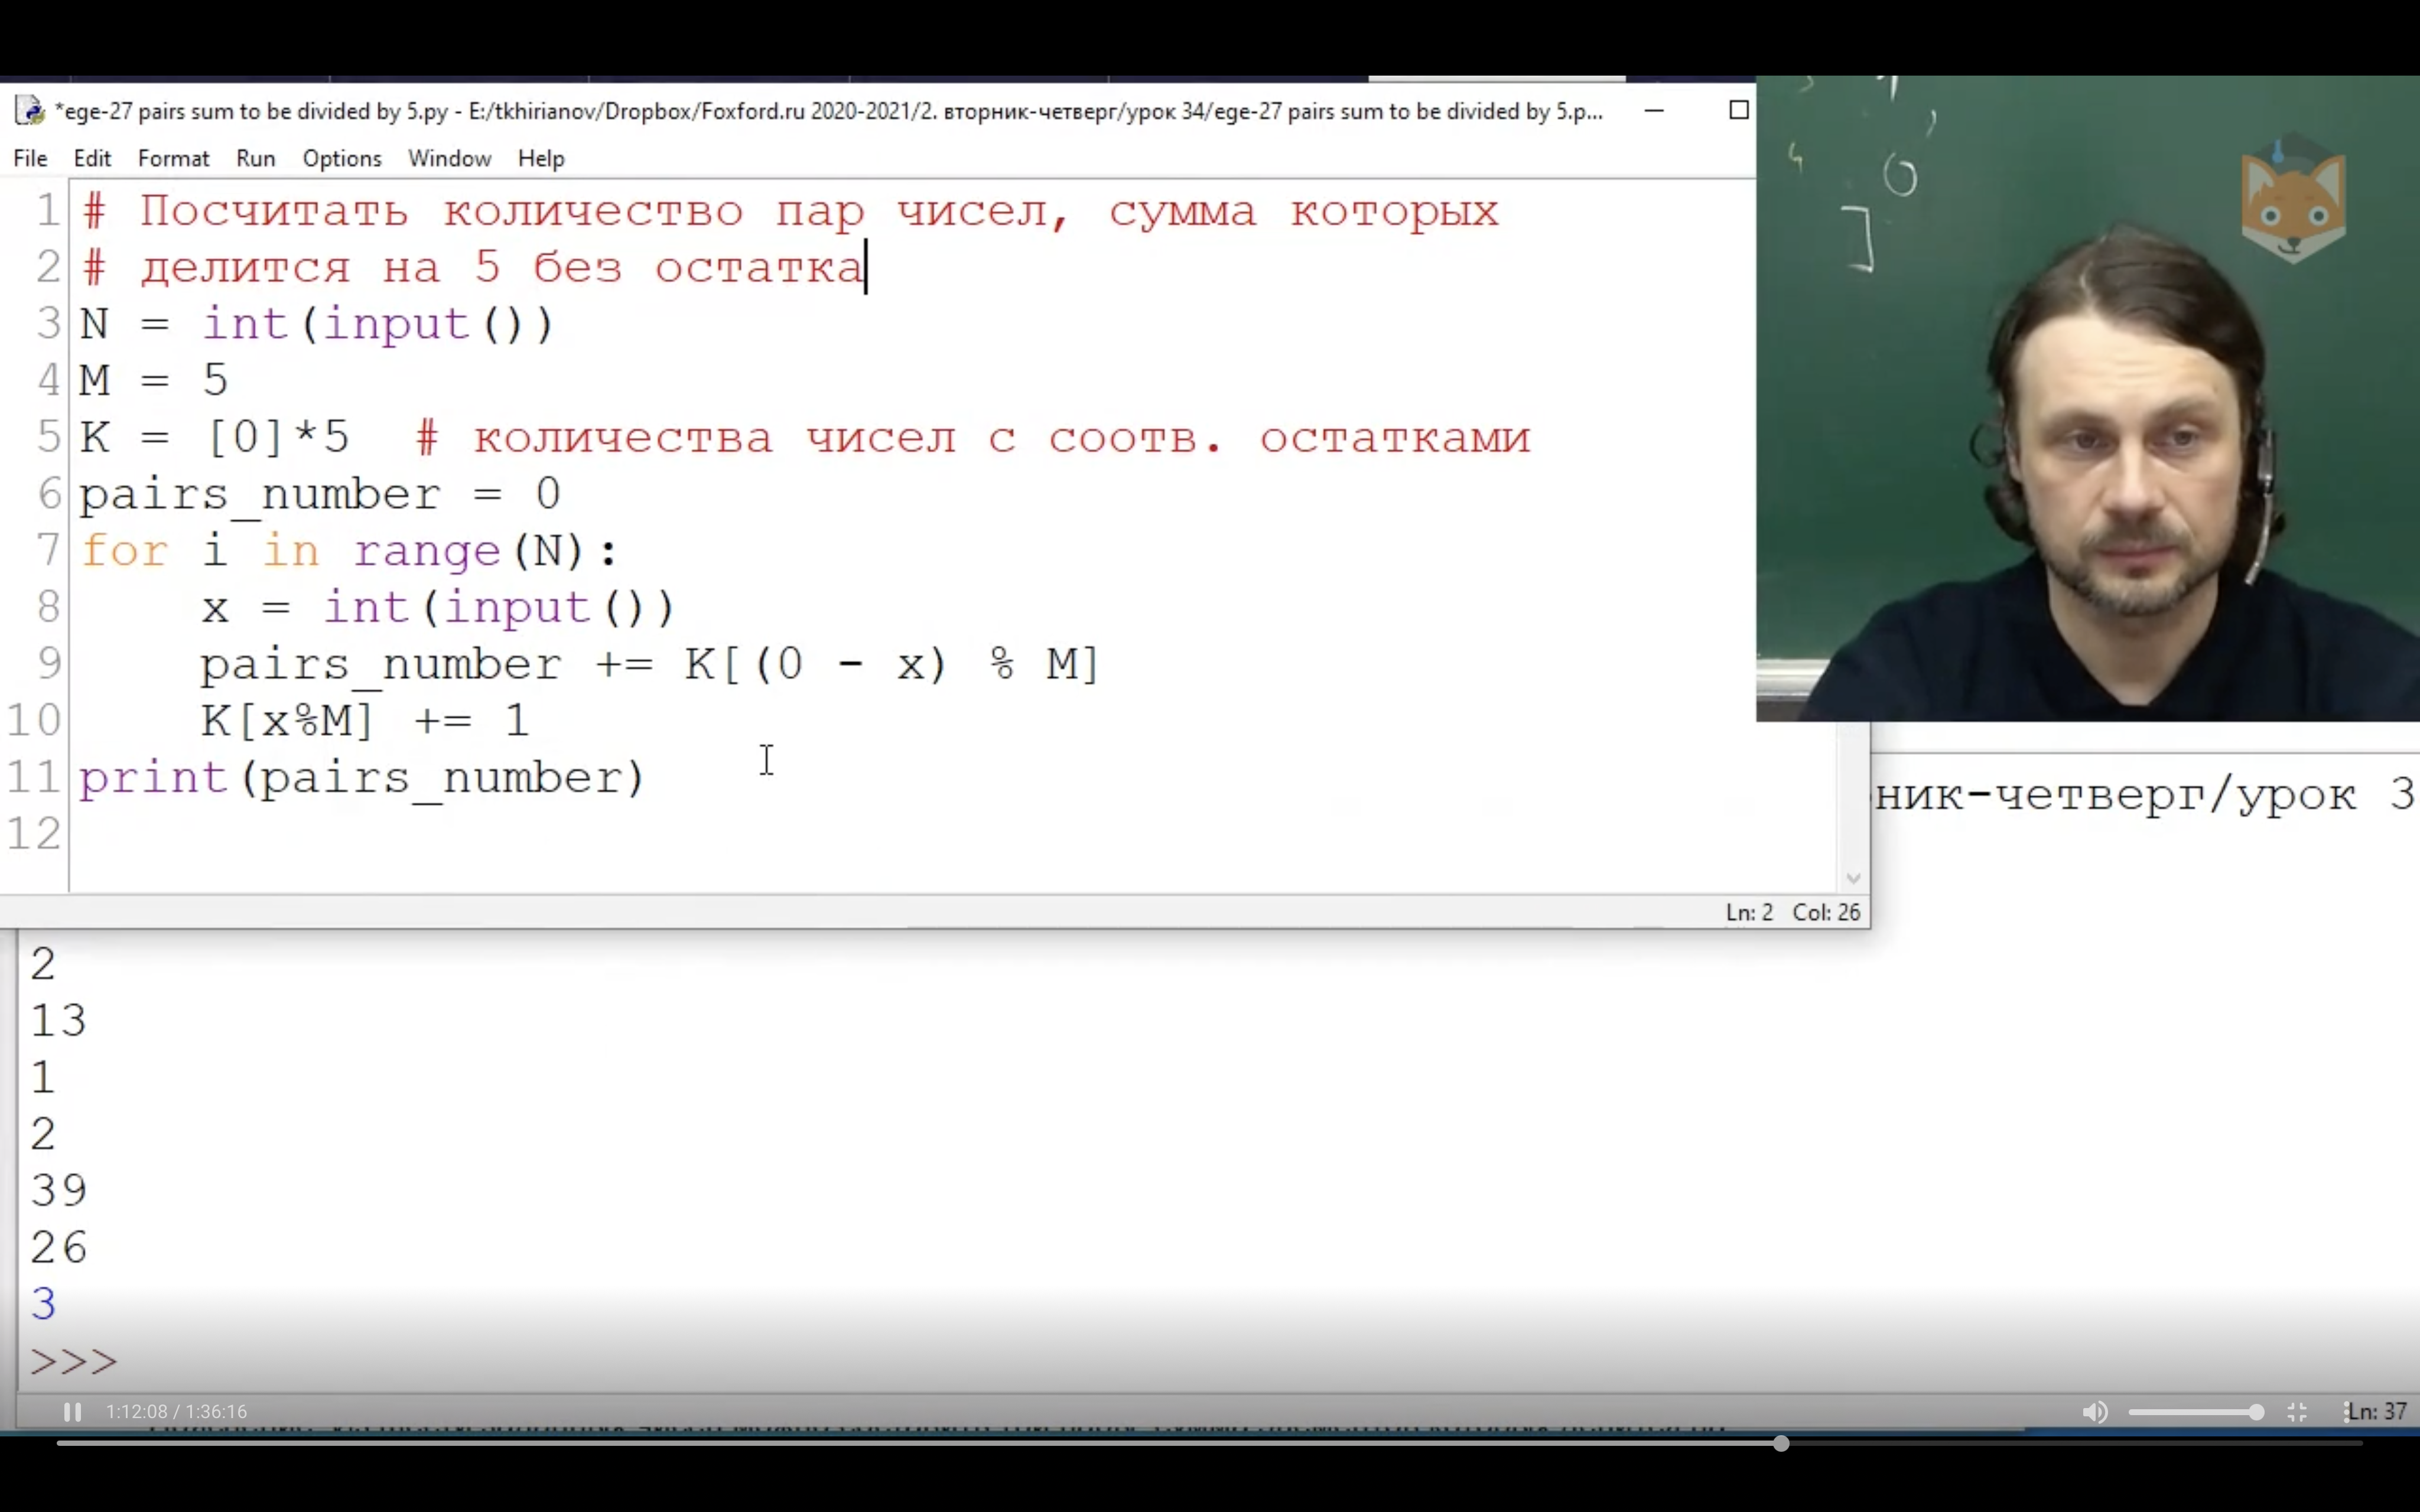 *ege-27 pairs sum to be divided by 5.py - E:/tkhirianov/Dropbox/Foxford.ru 2020-2021/2. вторник-четверг/урок 34/ege-27 pairs sum to be divided by 5.p...
File Edit Format Run Options Window Help
1 # Посчитать количество пар чисел, сумма которых
2 # делится на 5 без остатка
3 N = int(input())
4 M = 5
5 K = [0]*5  # количества чисел с соотв. остатками
6 pairs_number = 0
7 for i in range(N):
8     x = int(input())
9     pairs_number += K[(0 - x) % M]
10     K[x%M] += 1
11 print(pairs_number)
12
Ln: 2 Col: 26
ник-четверг/урок 3
2
13
1
2
39
26
3
>>>
1:12:08 / 1:36:16
Ln: 37
0
]